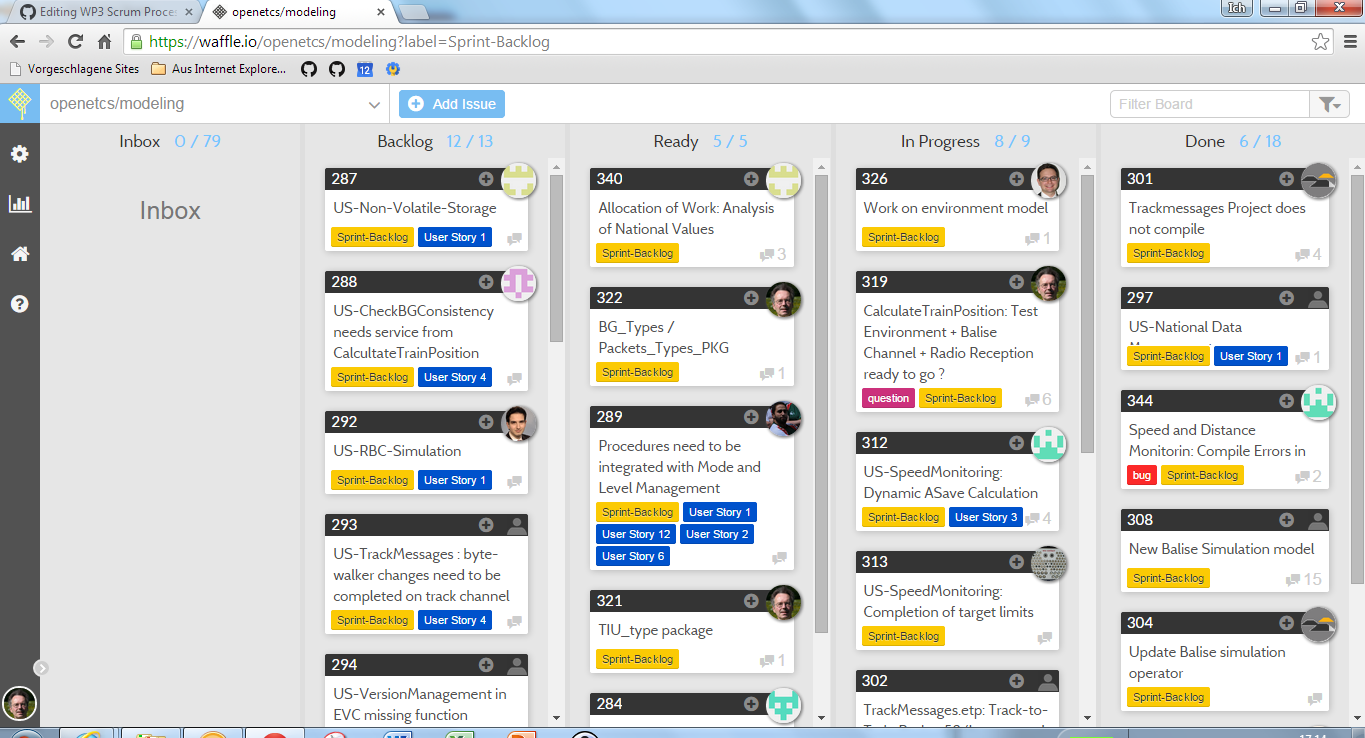 Editing WP3 Scrum Proces
openetcs/modeling
Ich
https://waffle.io/openetcs/modeling?label=Sprint-Backlog
Vorgeschlagene Sites
Aus Internet Explore...
12
openetcs/modeling
Add Issue
Filter Board
Inbox 0 / 79
Inbox
Backlog 12 / 13
287
US-Non-Volatile-Storage
Sprint-Backlog User Story 1
288
US-CheckBGConsistency
needs service from
CalcultateTrainPosition
Sprint-Backlog User Story 4
292
US-RBC-Simulation
Sprint-Backlog User Story 1
293
US-TrackMessages : byte-
walker changes need to be
completed on track channel
Sprint-Backlog User Story 4
294
US-VersionManagement in
EVC missing function
Ready 5 / 5
340
Allocation of Work: Analysis
of National Values
Sprint-Backlog 3
322
BG_Types /
Packets_Types_PKG
Sprint-Backlog 1
289
Procedures need to be
integrated with Mode and
Level Management
Sprint-Backlog User Story 1
User Story 12 User Story 2
User Story 6
321
TIU_type package
Sprint-Backlog 1
284
In Progress 8 / 9
326
Work on environment model
Sprint-Backlog 1
319
CalculateTrainPosition: Test
Environment + Balise
Channel + Radio Reception
ready to go ?
question Sprint-Backlog 6
312
US-SpeedMonitoring:
Dynamic ASave Calculation
Sprint-Backlog User Story 3 4
313
US-SpeedMonitoring:
Completion of target limits
Sprint-Backlog
302
TrackMessages.etp: Track-to-
Done 6 / 18
301
Trackmessages Project does
not compile
Sprint-Backlog 4
297
US-National Data
Sprint-Backlog User Story 1 1
344
Speed and Distance
Monitorin: Compile Errors in
bug Sprint-Backlog 2
308
New Balise Simulation model
Sprint-Backlog 15
304
Update Balise simulation
operator
Sprint-Backlog
17:14